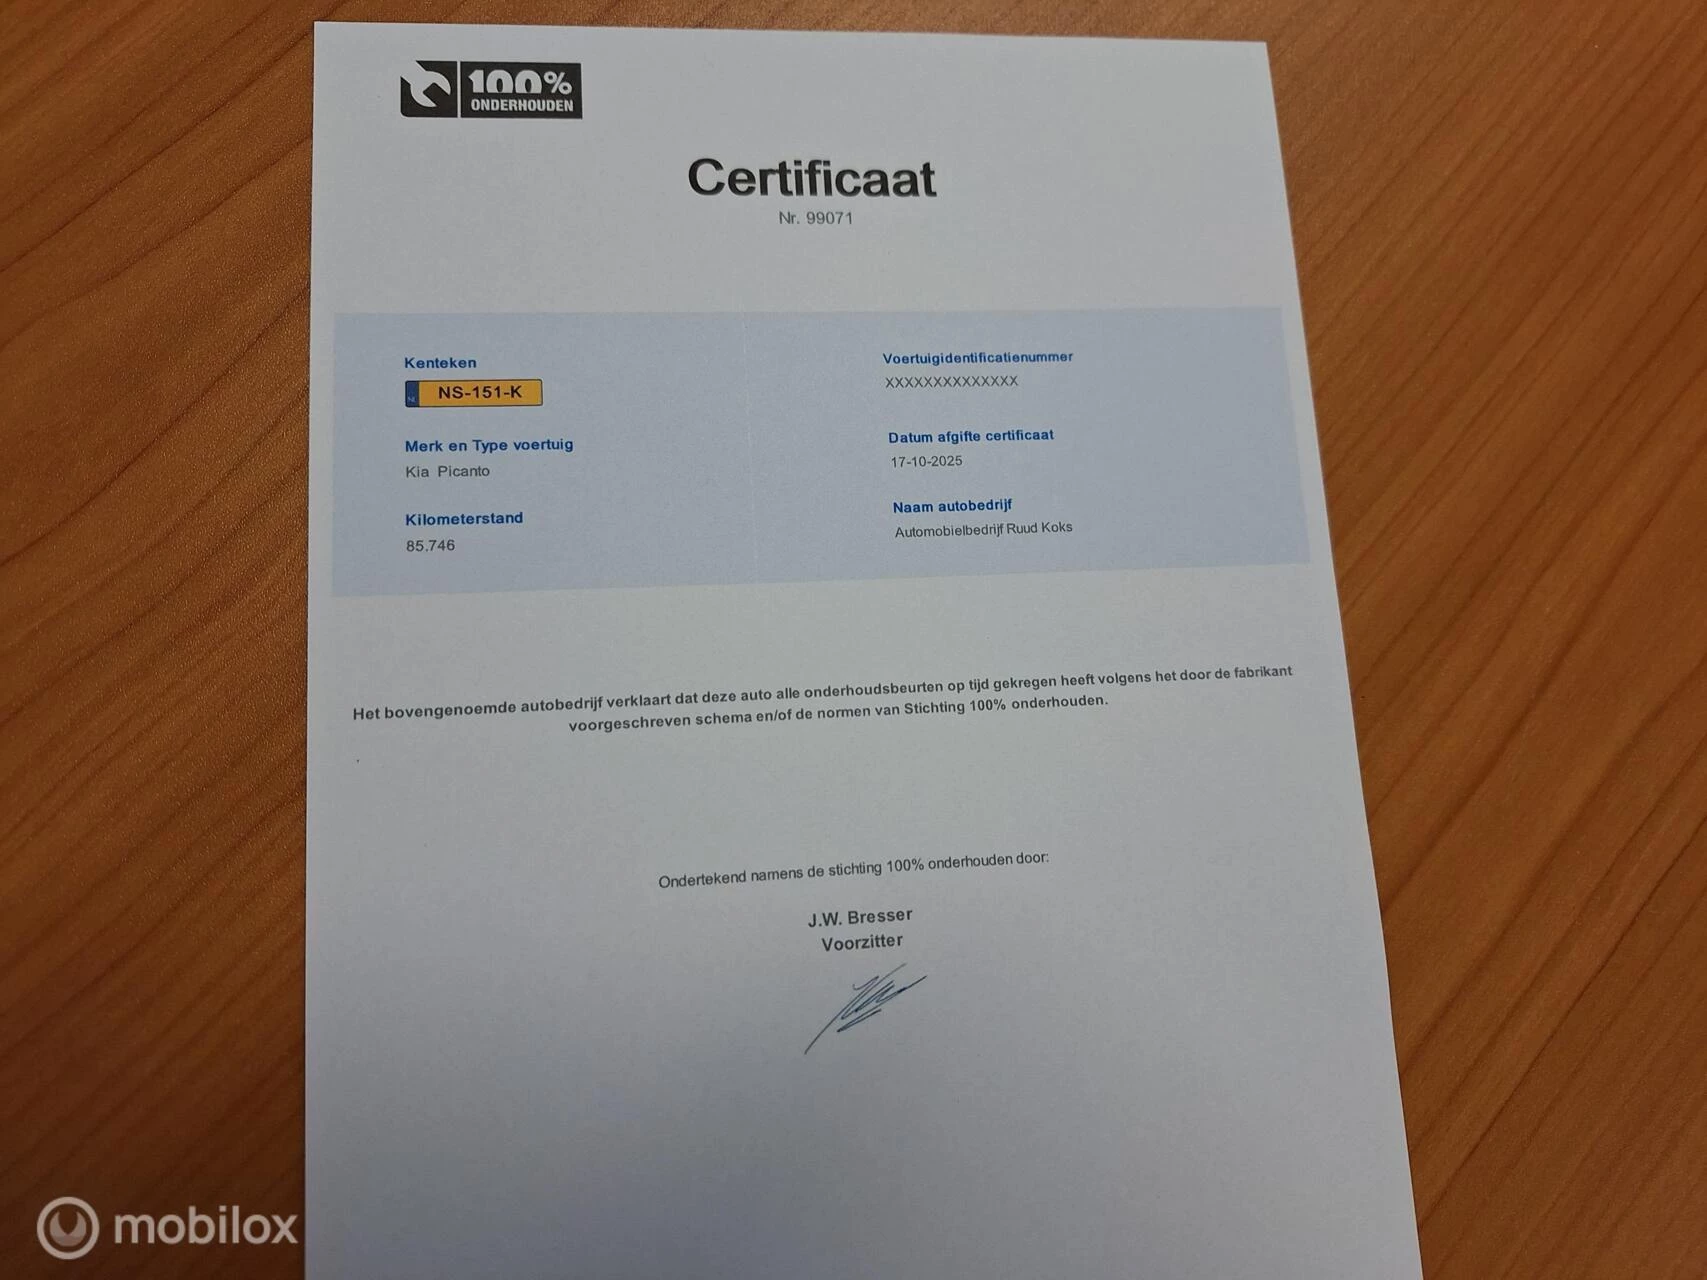 100%
ONDERHOUDEN
Certificaat
Nr. 99071
Kenteken
NL NS-151-K
Merk en Type voertuig
Kia Picanto
Kilometerstand
85.746
Voertuigidentificatienummer
XXXXXXXXXXXXXX
Datum afgifte certificaat
17-10-2025
Naam autobedrijf
Automobielbedrijf Ruud Koks
Het bovengenoemde autobedrijf verklaart dat deze auto alle onderhoudsbeurten op tijd gekregen heeft volgens het door de fabrikant
voorgeschreven schema en/of de normen van Stichting 100% onderhouden.
.
Ondertekend namens de stichting 100% onderhouden door:
J.W. Bresser
Voorzitter
mobilox